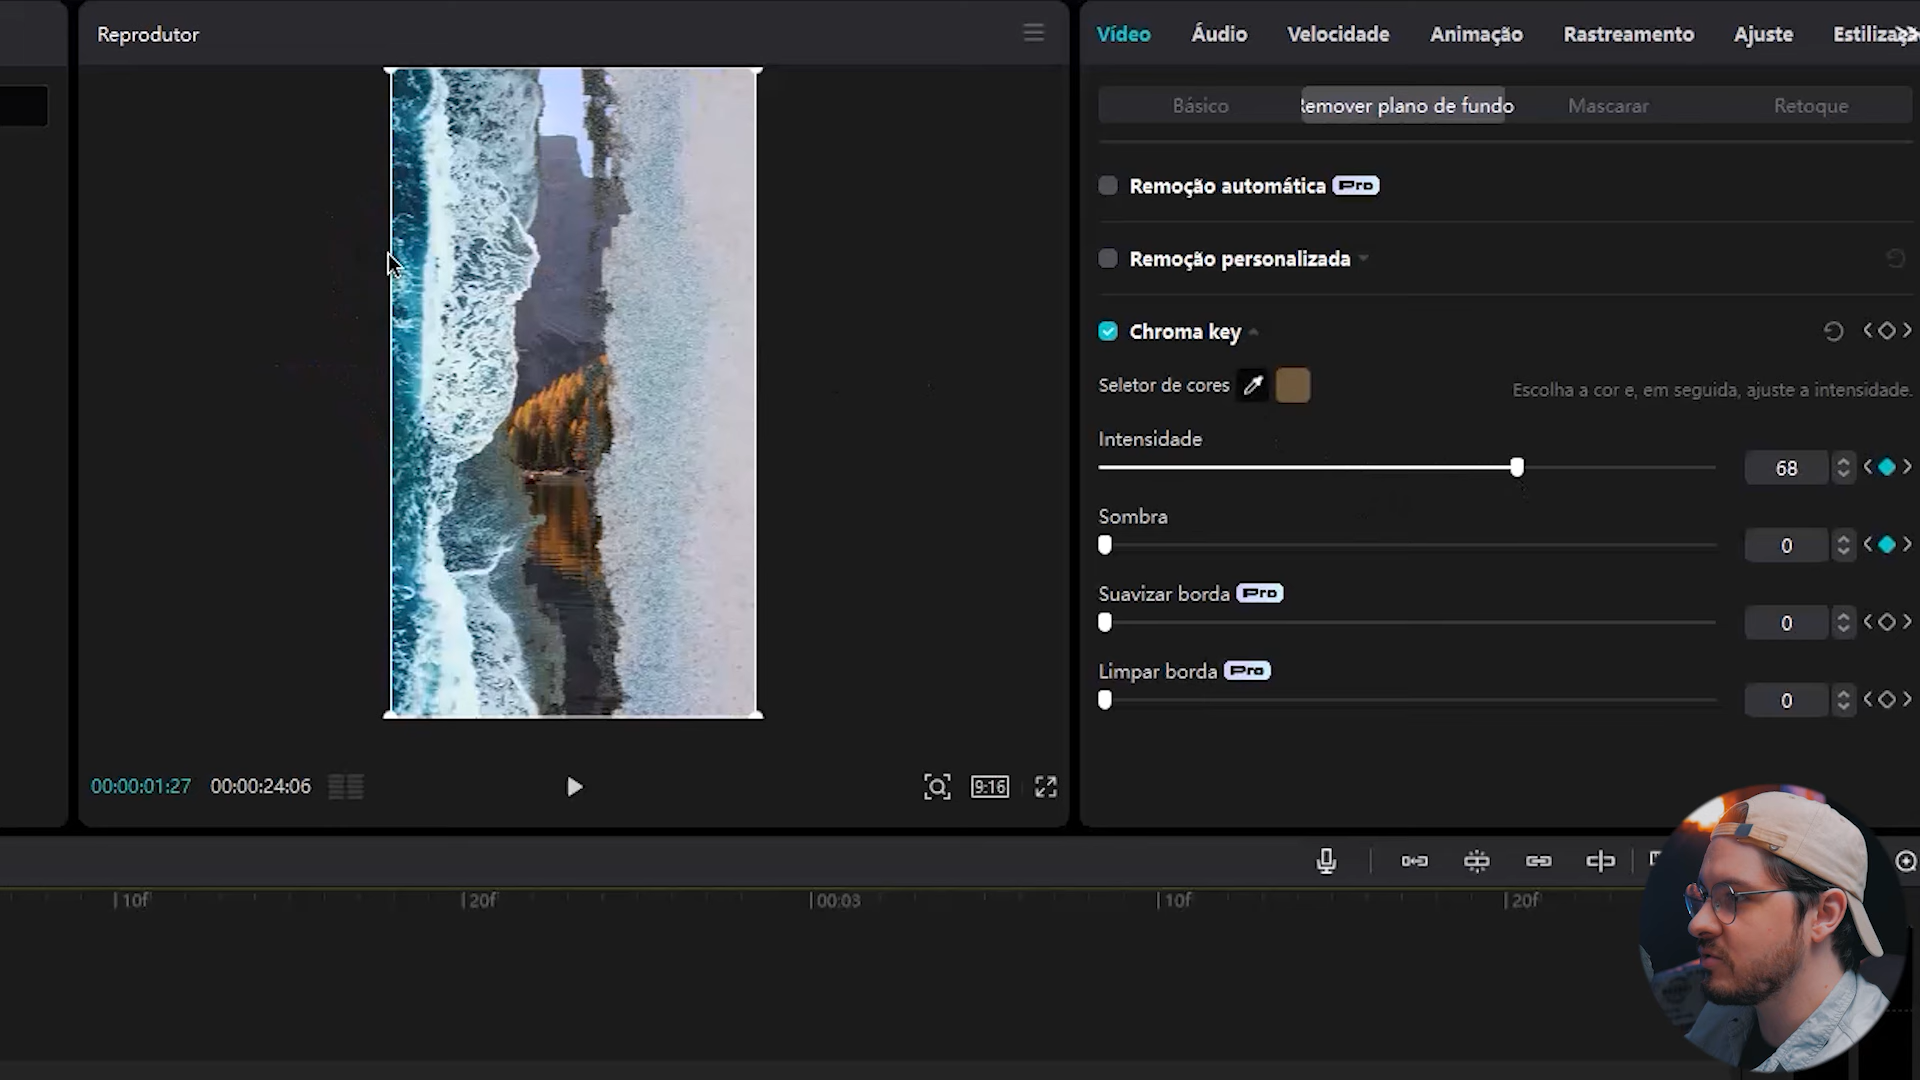 Reprodutor
Vídeo
Áudio
Velocidade
Animação
Rastreamento
Ajuste
Básico
Remover plano de fundo
Mascarar
Retoque
Remoção automática Pro
Remoção personalizada
Chroma key
Seletor de cores
Escolha a cor e, em seguida, ajuste a intensidade.
Intensidade
68
Sombra
0
Suavizar borda Pro
0
Limpar borda Pro
0
00:00:01:27 00:00:24:06
9:16
10f
20f
00:03
10f
20f